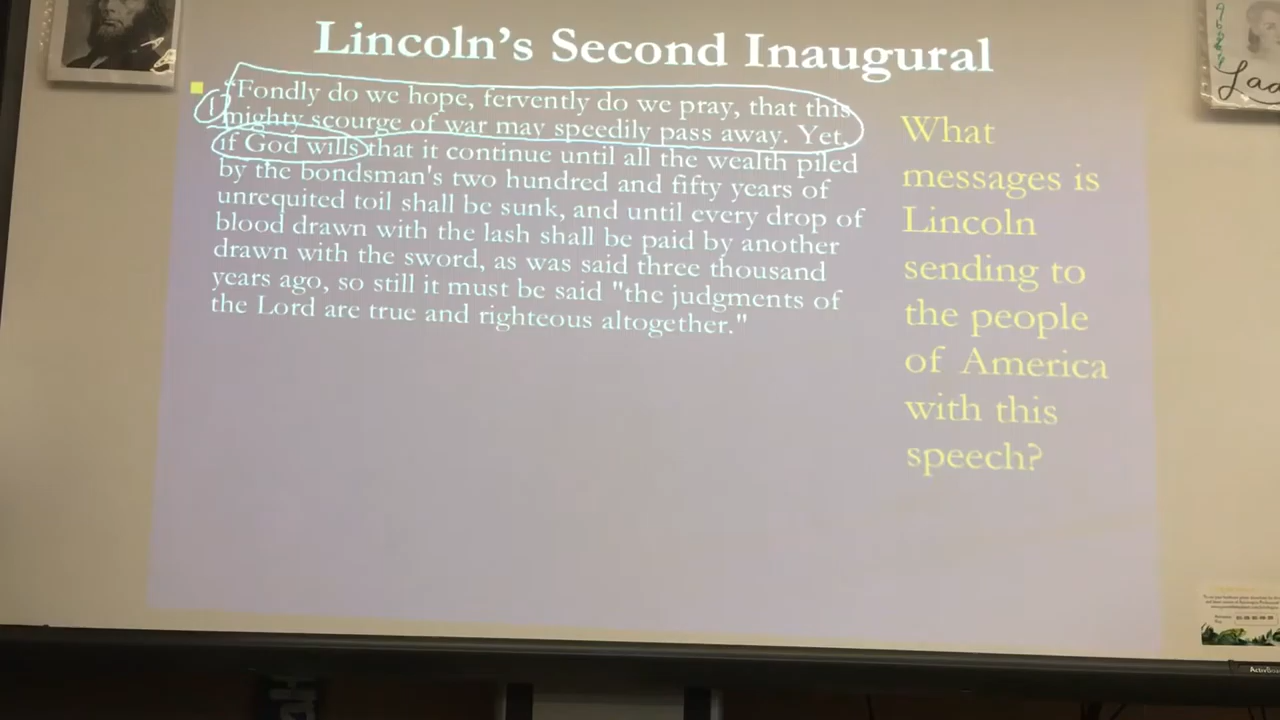 Lincoln's Second Inaugural
"Fondly do we hope, fervently do we pray, that this
mighty scourge of war may speedily pass away. Yet,
if God wills that it continue until all the wealth piled
by the bondsman's two hundred and fifty years of
unrequited toil shall be sunk, and until every drop of
blood drawn with the lash shall be paid by another
drawn with the sword, as was said three thousand
years ago, so still it must be said "the judgments of
the Lord are true and righteous altogether."
1
What
messages is
Lincoln
sending to
the people
of America
with this
speech?